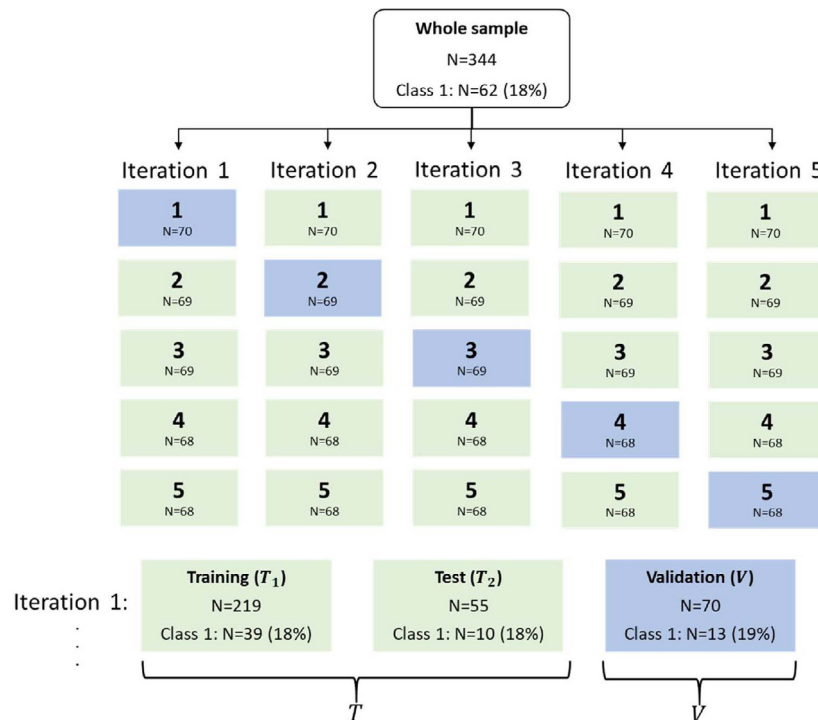 Whole sample
N=344
Class 1: N=62 (18%)
Iteration 1 Iteration 2 Iteration 3 Iteration 4 Iteration 5
1 1 1 1 1
N=70 N=70 N=70 N=70 N=70
2 2 2 2 2
N=69 N=69 N=69 N=69 N=69
3 3 3 3 3
N=69 N=69 N=69 N=69 N=69
4 4 4 4 4
N=68 N=68 N=68 N=68 N=68
5 5 5 5 5
N=68 N=68 N=68 N=68 N=68
Iteration 1:
Training (T₁)
N=219
Class 1: N=39 (18%)
Test (T₂)
N=55
Class 1: N=10 (18%)
Validation (V)
N=70
Class 1: N=13 (19%)
.
.
.
T V